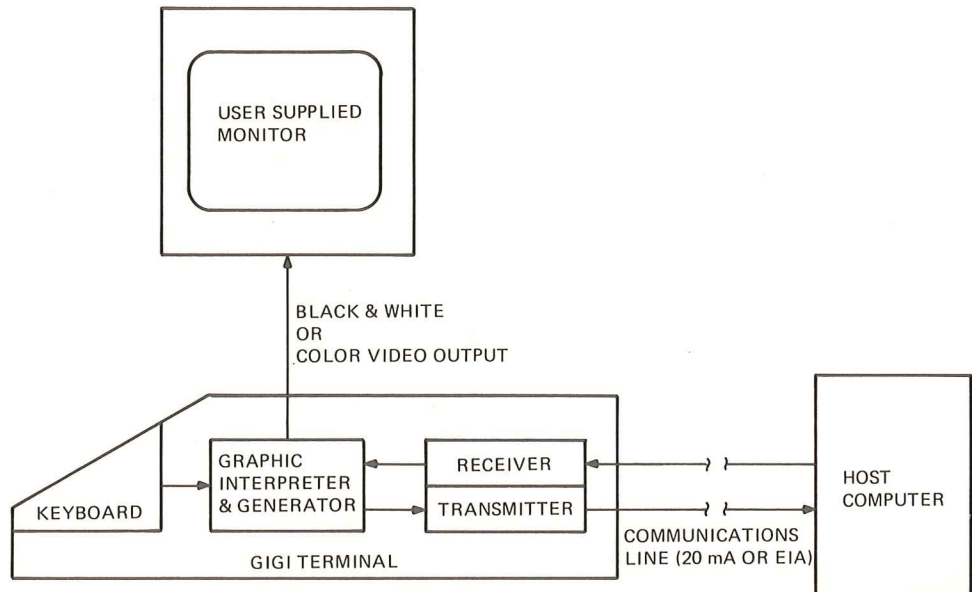 USER SUPPLIED
MONITOR
BLACK & WHITE
OR
COLOR VIDEO OUTPUT
KEYBOARD
GRAPHIC
INTERPRETER
& GENERATOR
RECEIVER
TRANSMITTER
GIGI TERMINAL
COMMUNICATIONS
LINE (20 mA OR EIA)
HOST
COMPUTER